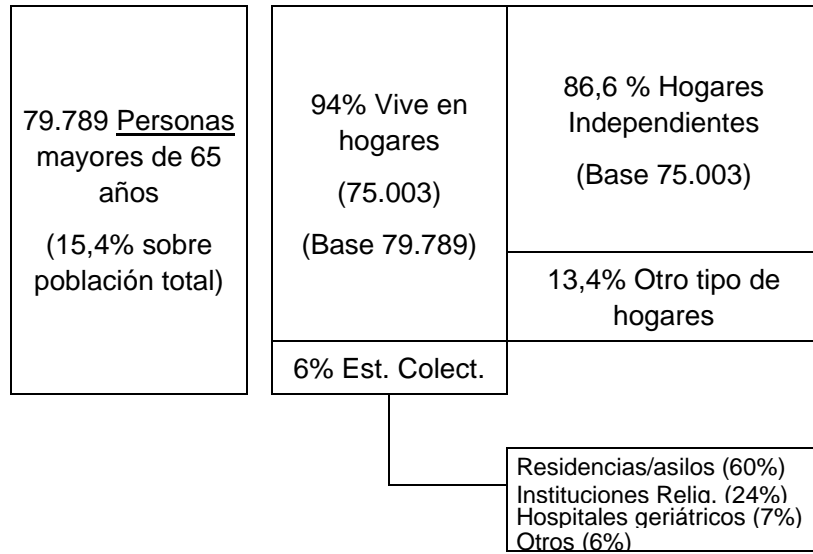 79.789 Personas
mayores de 65
años
(15,4% sobre
población total)
94% Vive en
hogares
(75.003)
(Base 79.789)
86,6 % Hogares
Independientes
(Base 75.003)
13,4% Otro tipo de
hogares
6% Est. Colect.
Residencias/asilos (60%)
Instituciones Relig. (24%)
Hospitales geriátricos (7%)
Otros (6%)